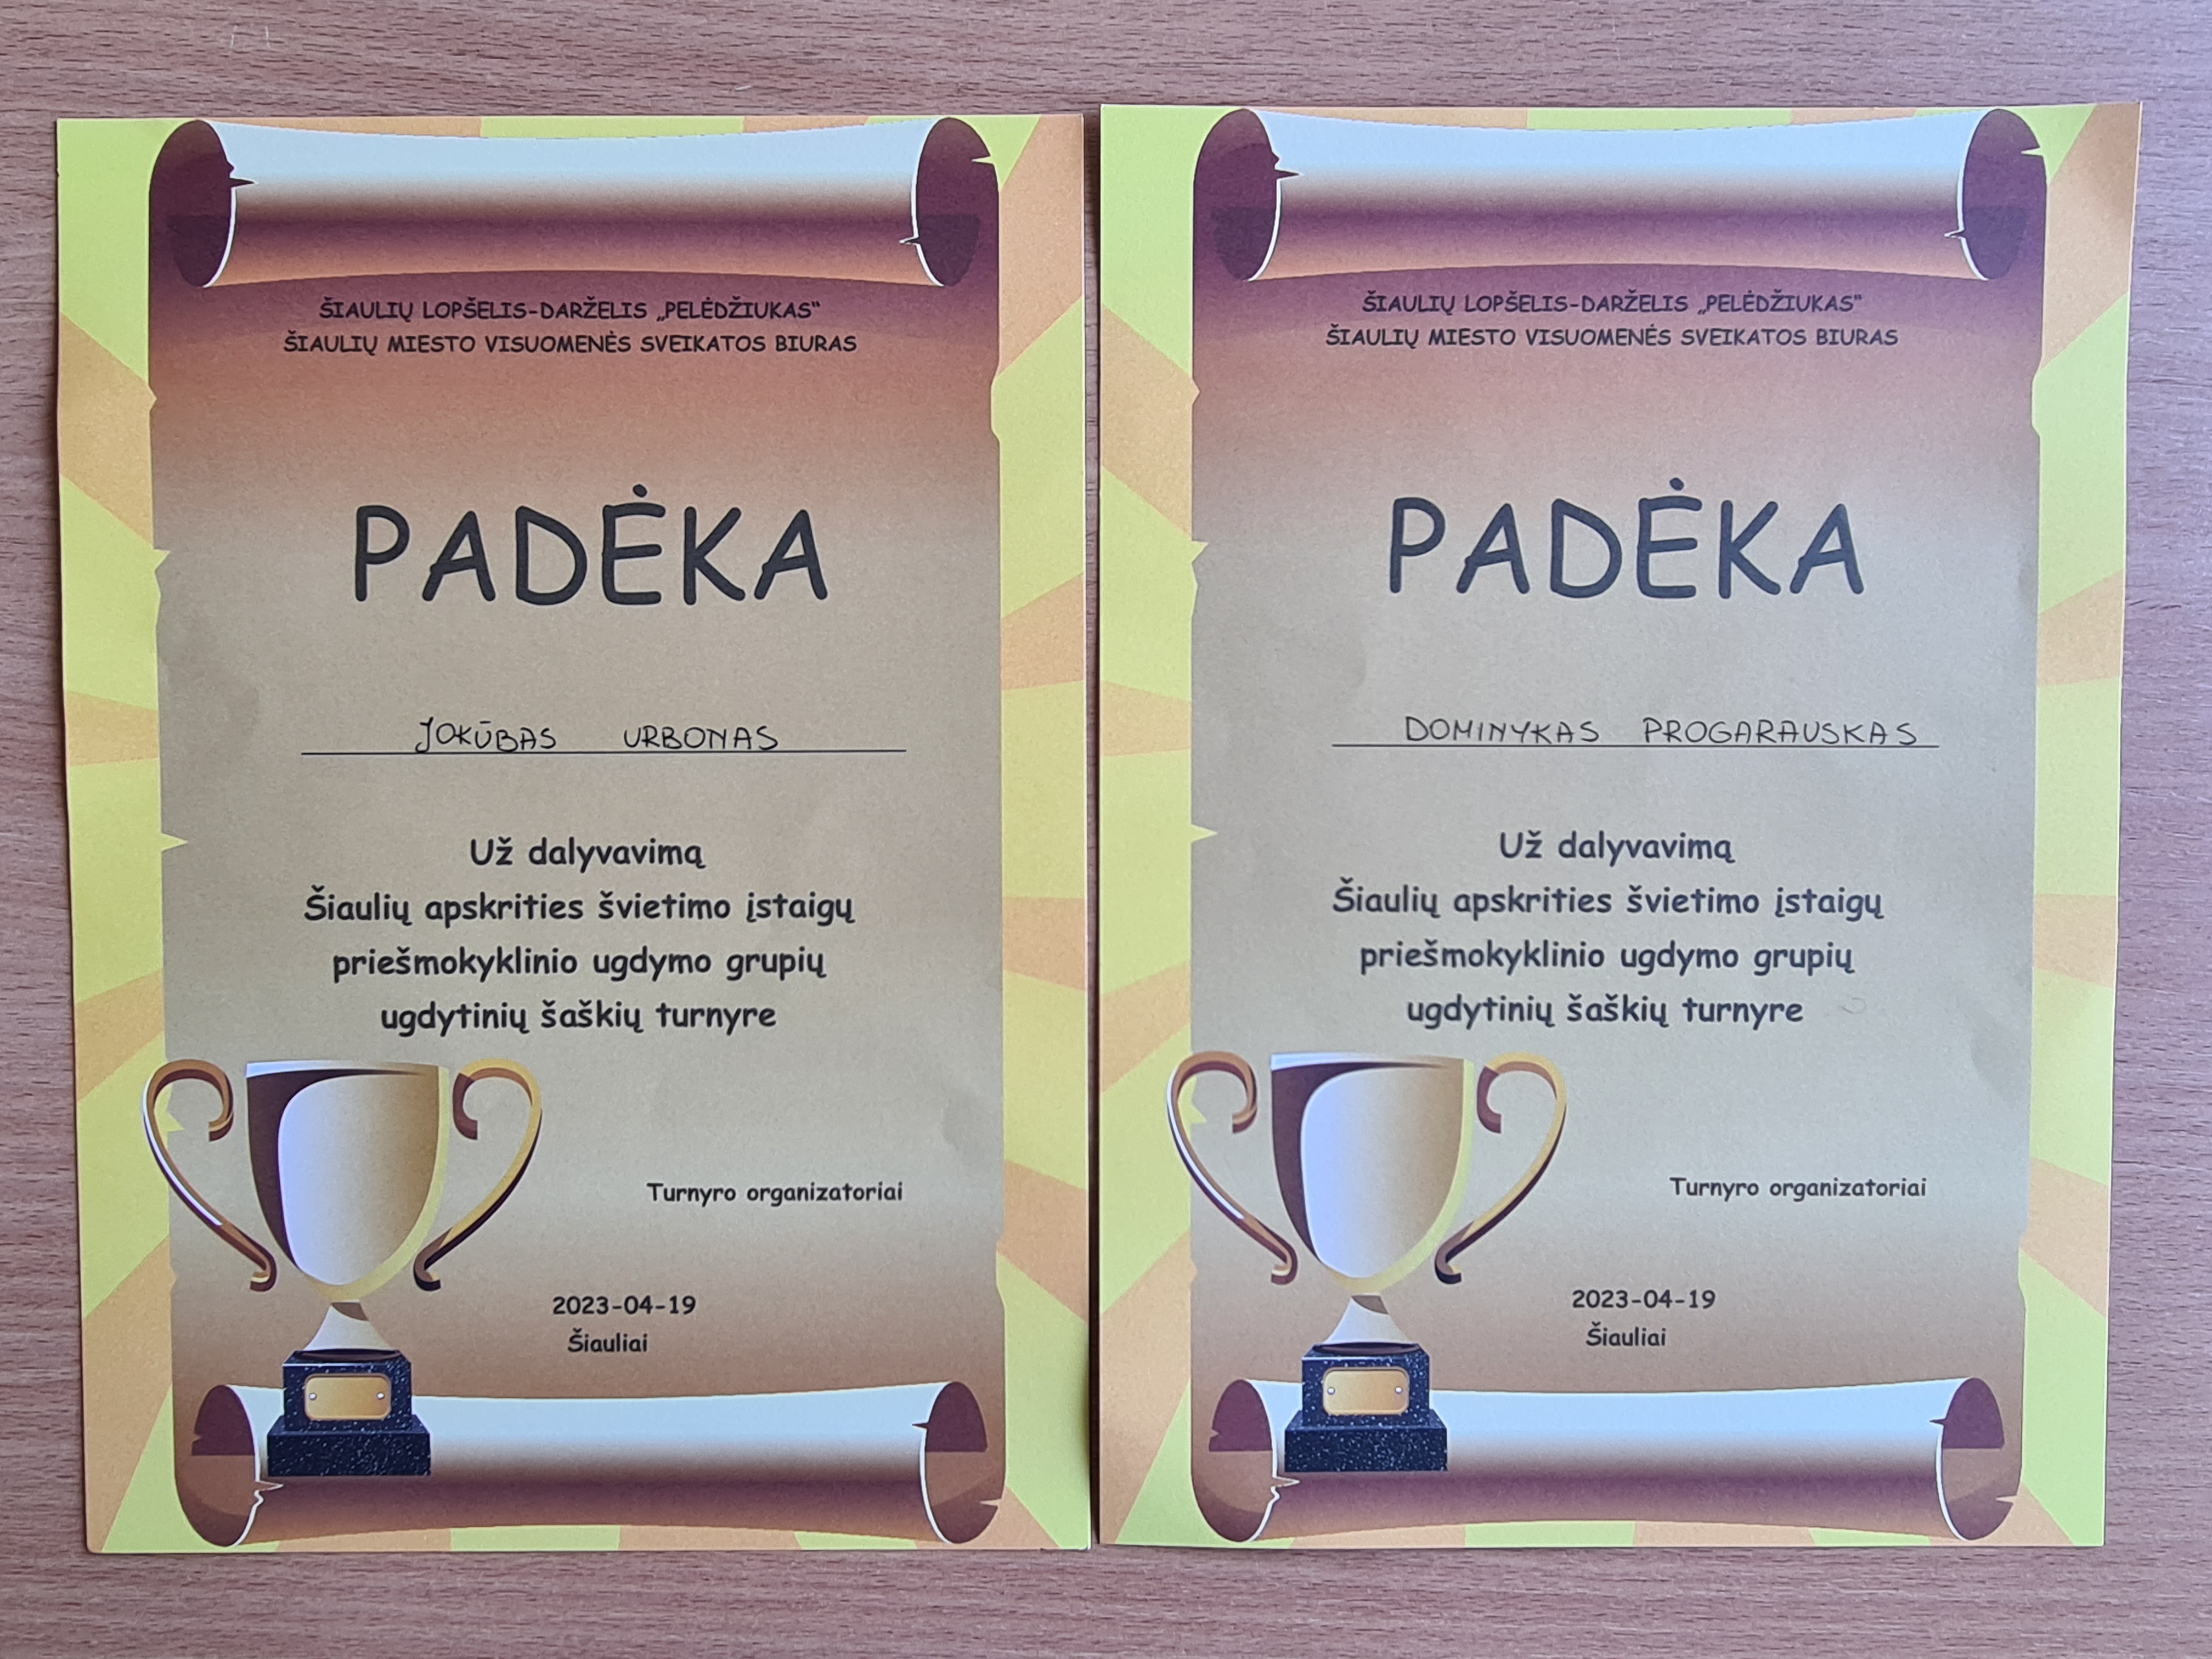 ŠIAULIŲ LOPŠELIS-DARŽELIS „PELĖDŽIUKAS“
ŠIAULIŲ MIESTO VISUOMENĖS SVEIKATOS BIURAS
PADĖKA
JOKŪBAS URBONAS
Už dalyvavimą
Šiaulių apskrities švietimo įstaigų
priešmokyklinio ugdymo grupių
ugdytinių šaškių turnyre
Turnyro organizatoriai
2023-04-19
Šiauliai
ŠIAULIŲ LOPŠELIS-DARŽELIS „PELĖDŽIUKAS“
ŠIAULIŲ MIESTO VISUOMENĖS SVEIKATOS BIURAS
PADĖKA
DOMINYKAS PROGARAUSKAS
Už dalyvavimą
Šiaulių apskrities švietimo įstaigų
priešmokyklinio ugdymo grupių
ugdytinių šaškių turnyre
Turnyro organizatoriai
2023-04-19
Šiauliai